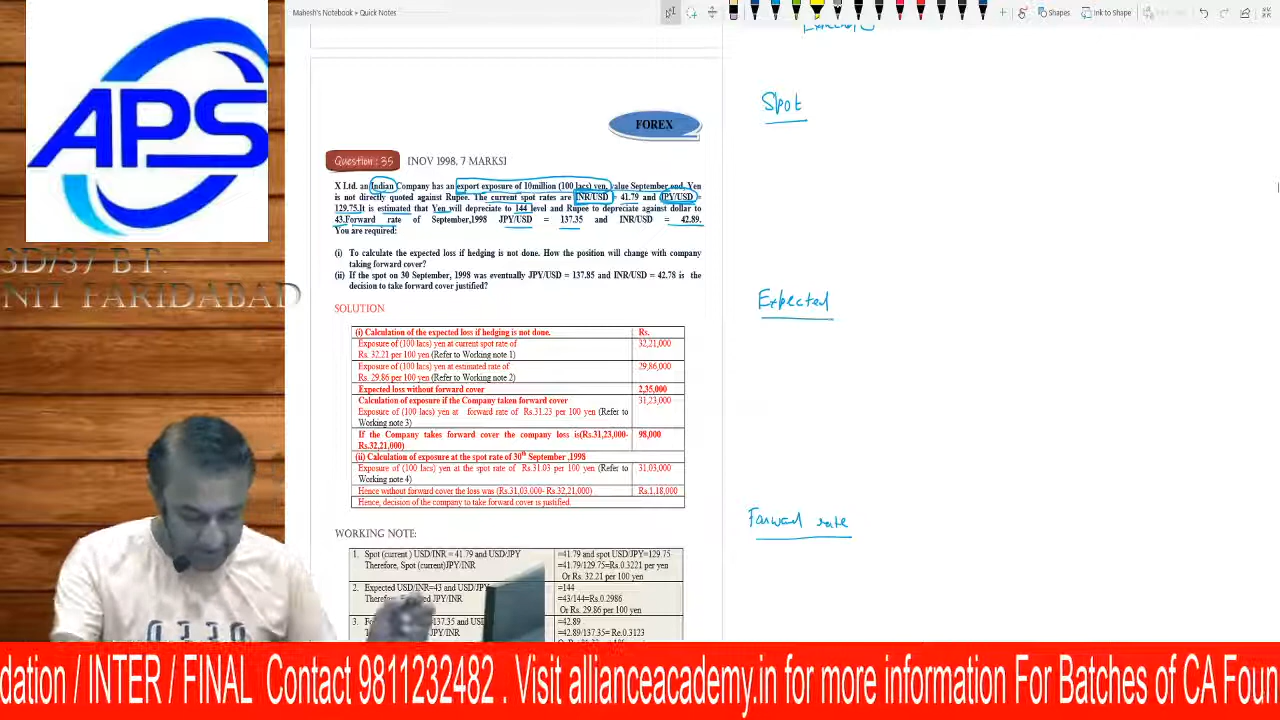 Mahesh's Notebook » Quick Notes
Shapes
Ink to Shape
APS
3D/37 B.P.
NIT FARIDABAD
FOREX
Question : 35
[NOV 1998, 7 MARKS]
X Ltd. an Indian Company has an export exposure of 10million (100 lacs) yen, value September end, Yen
is not directly quoted against Rupee. The current spot rates are INR/USD = 41.79 and JPY/USD =
129.75.It is estimated that Yen will depreciate to 144 level and Rupee to depreciate against dollar to
43.Forward rate of September,1998 JPY/USD = 137.35 and INR/USD = 42.89.
You are required:
(i) To calculate the expected loss if hedging is not done. How the position will change with company
taking forward cover?
(ii) If the spot on 30 September, 1998 was eventually JPY/USD = 137.85 and INR/USD = 42.78 is the
decision to take forward cover justified?
SOLUTION
(i) Calculation of the expected loss if hedging is not done. Rs.
Exposure of (100 lacs) yen at current spot rate of 32,21,000
Rs. 32.21 per 100 yen (Refer to Working note 1)
Exposure of (100 lacs) yen at estimated rate of 29,86,000
Rs. 29.86 per 100 yen (Refer to Working note 2)
Expected loss without forward cover 2,35,000
Calculation of exposure if the Company taken forward cover 31,23,000
Exposure of (100 lacs) yen at forward rate of Rs.31.23 per 100 yen (Refer to
Working note 3)
If the Company takes forward cover the company loss is(Rs.31,23,000- 98,000
Rs.32,21,000)
(ii) Calculation of exposure at the spot rate of 30th September ,1998
Exposure of (100 lacs) yen at the spot rate of Rs.31.03 per 100 yen (Refer to 31,03,000
Working note 4)
Hence without forward cover the loss was (Rs.31,03,000- Rs.32,21,000) Rs.1,18,000
Hence, decision of the company to take forward cover is justified.
WORKING NOTE:
1. Spot (current ) USD/INR = 41.79 and USD/JPY =41.79 and spot USD/JPY=129.75
Therefore, Spot (current)JPY/INR =41.79/129.75=Rs.0.3221 per yen
Or Rs. 32.21 per 100 yen
2. Expected USD/INR=43 and USD/JPY =144
JPY/INR =43/144=Rs.0.2986
Or Rs. 29.86 per 100 yen
3. =137.35 and =42.89
JPY/INR =42.89/137.35= Re.0.3123
Spot
Expected
Forward rate
dation / INTER / FINAL Contact 9811232482 . Visit allianceacademy.in for more information For Batches of CA Foun